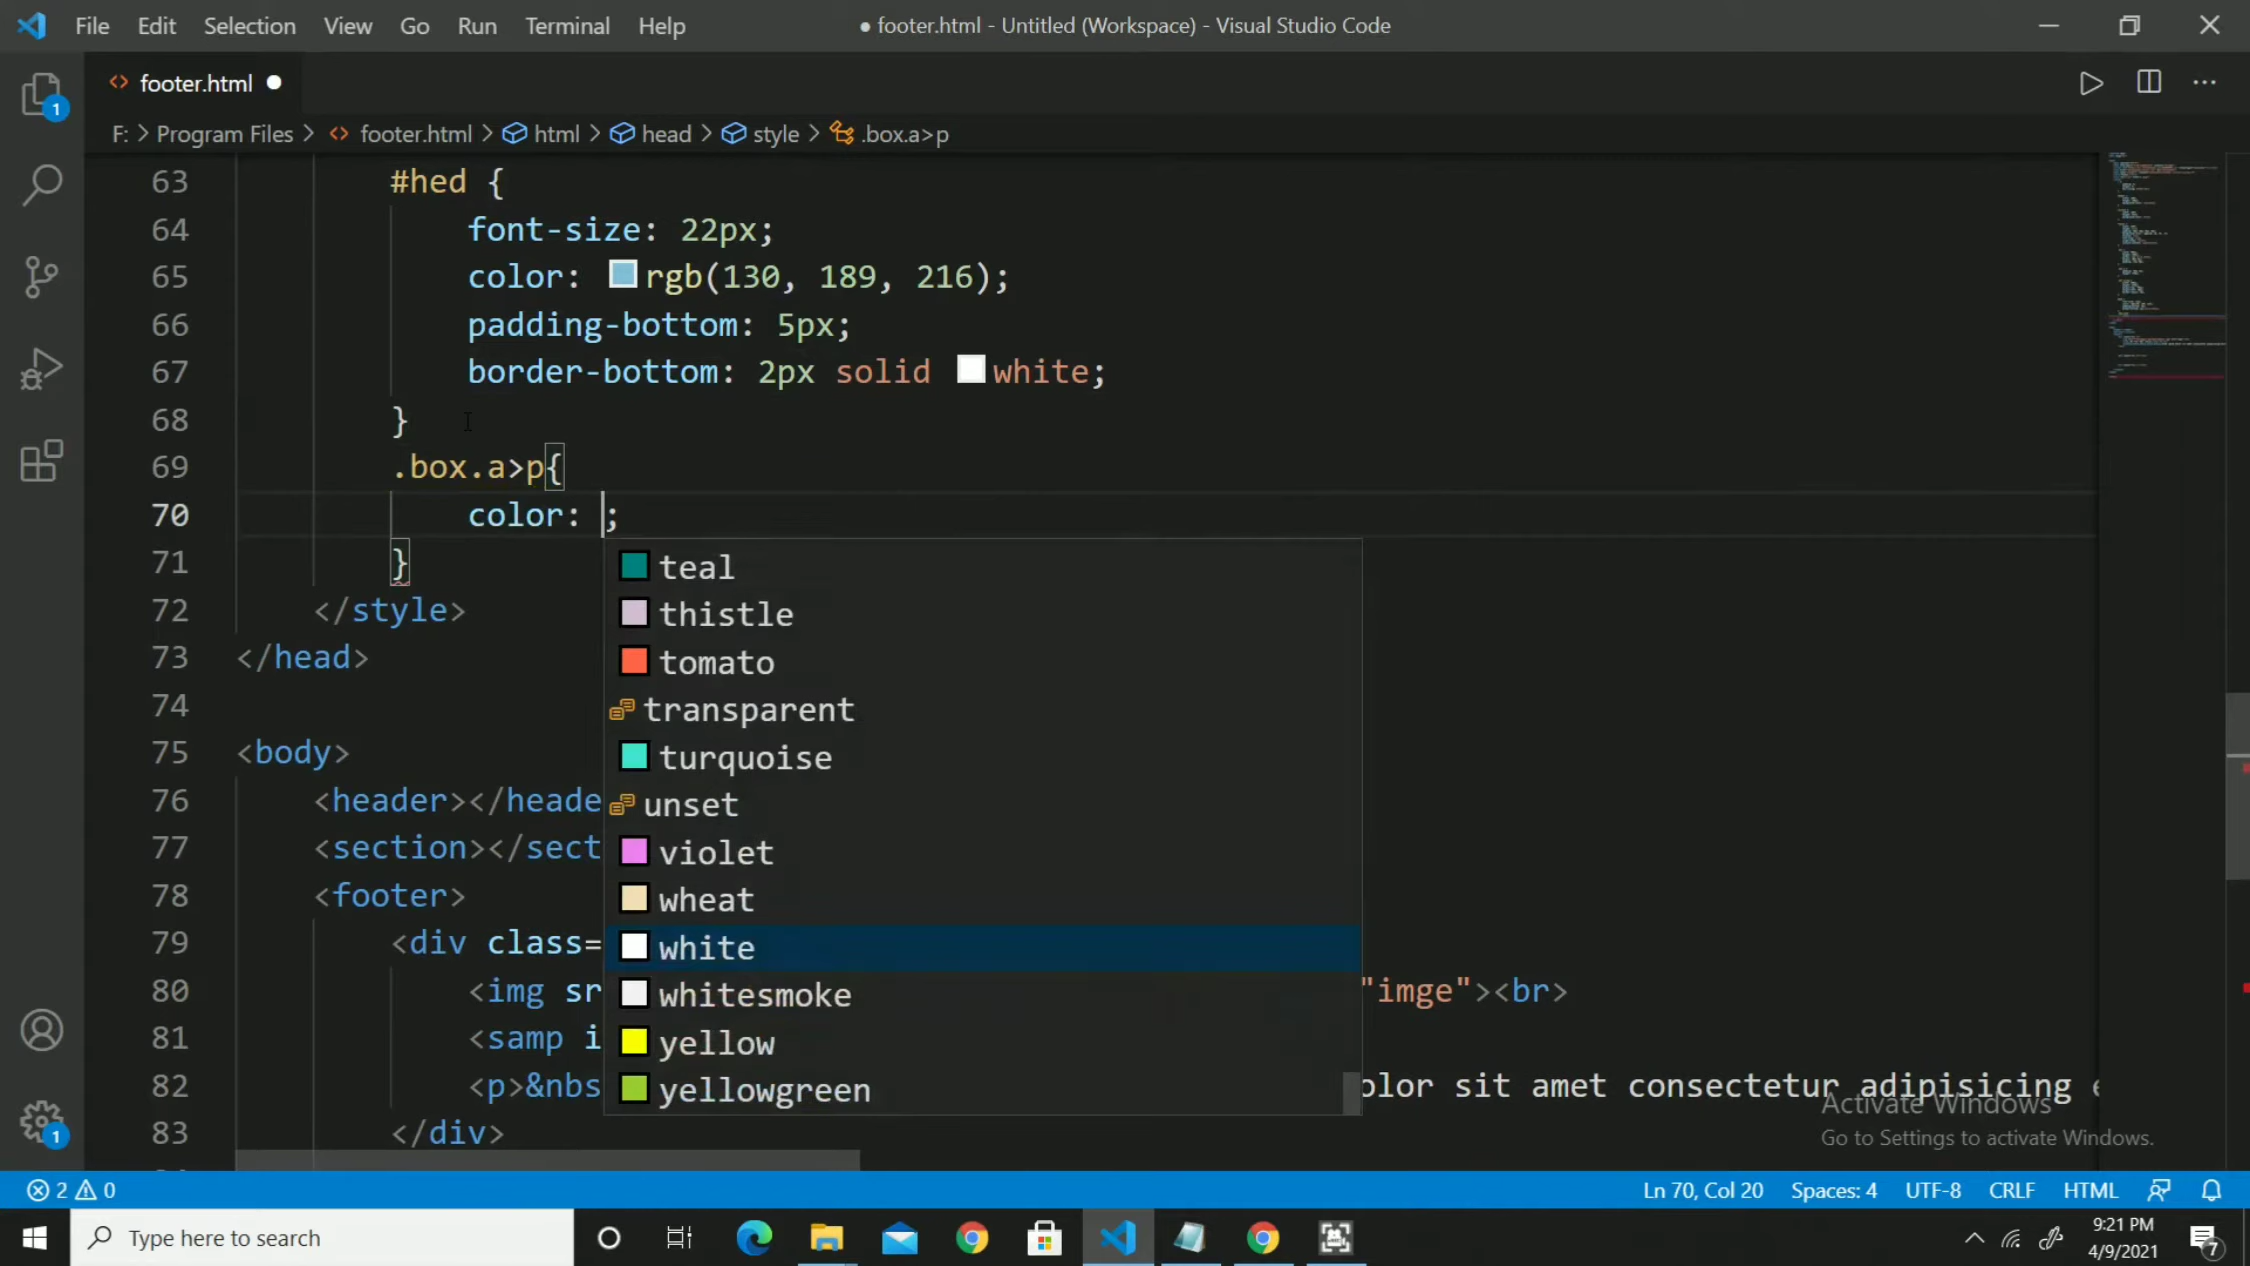 File Edit Selection View Go Run Terminal Help
● footer.html - Untitled (Workspace) - Visual Studio Code
footer.html ●
F: > Program Files > footer.html > html > head > style > .box.a>p
63 #hed {
64 font-size: 22px;
65 color: rgb(130, 189, 216);
66 padding-bottom: 5px;
67 border-bottom: 2px solid white;
68 }
69 .box.a>p{
70 color: ;
71 }
72 </style>
73 </head>
74
75 <body>
76 <header></heade
77 <section></sect
78 <footer>
79 <div class=
80 <img sr "imge"><br>
81 <samp i
82 <p>&nbs olor sit amet consectetur adipisicing e
83 </div>
teal
thistle
tomato
transparent
turquoise
unset
violet
wheat
white
whitesmoke
yellow
yellowgreen
Activate Windows
Go to Settings to activate Windows.
1
1
2 0 Ln 70, Col 20 Spaces: 4 UTF-8 CRLF HTML
Type here to search
9:21 PM
4/9/2021
7